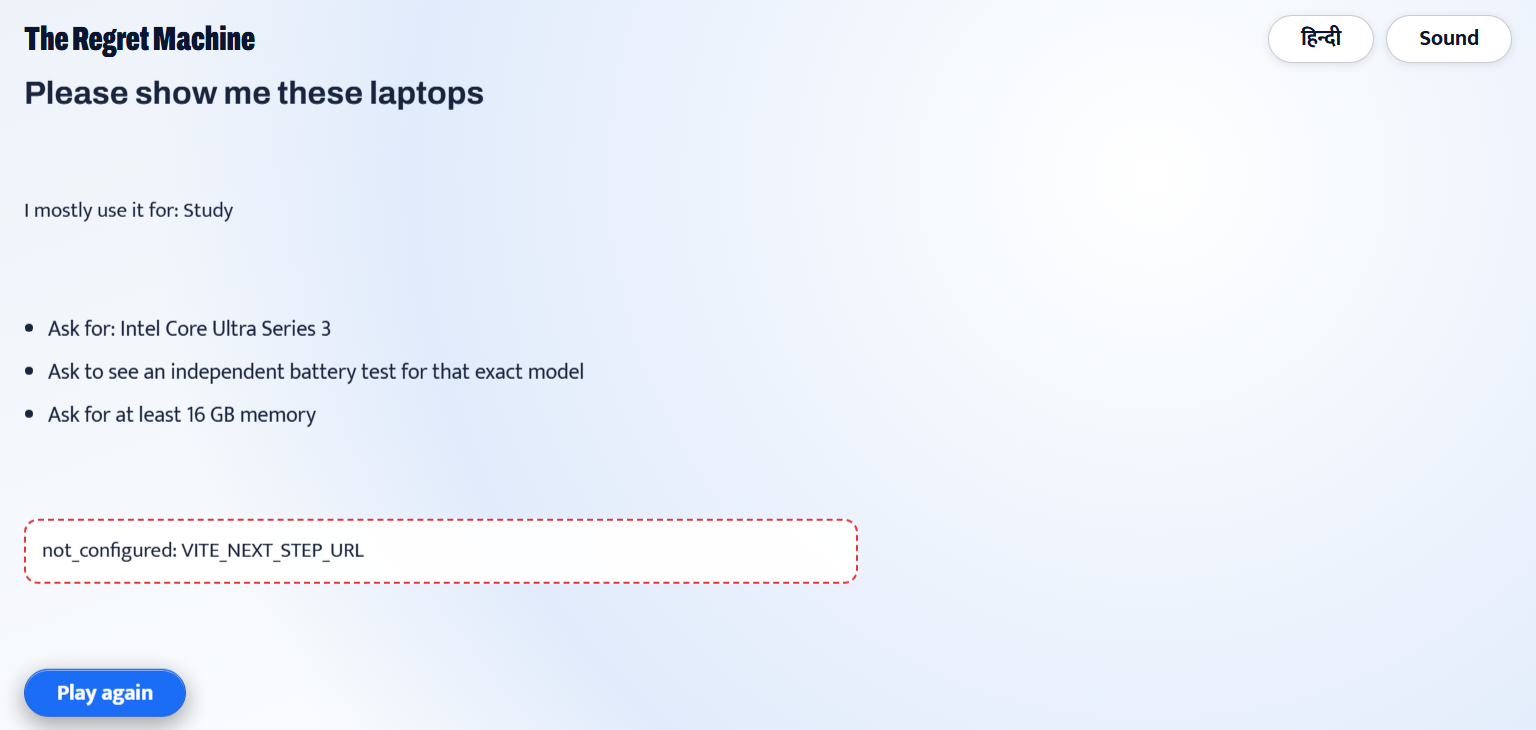 The Regret Machine
हिन्दी
Sound
Please show me these laptops
I mostly use it for: Study
Ask for: Intel Core Ultra Series 3
Ask to see an independent battery test for that exact model
Ask for at least 16 GB memory
not_configured: VITE_NEXT_STEP_URL
Play again